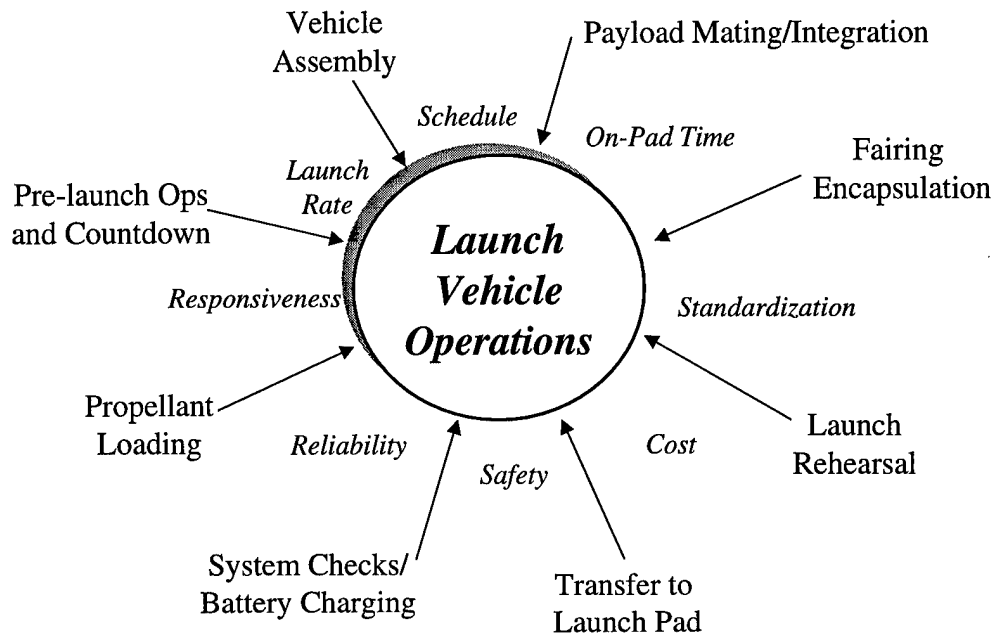 Vehicle
Assembly
Payload Mating/Integration
Schedule
On-Pad Time
Launch
Rate
Fairing
Encapsulation
Pre-launch Ops
and Countdown
Launch
Vehicle
Operations
Responsiveness
Standardization
Propellant
Loading
Reliability
Safety
Cost
Launch
Rehearsal
System Checks/
Battery Charging
Transfer to
Launch Pad